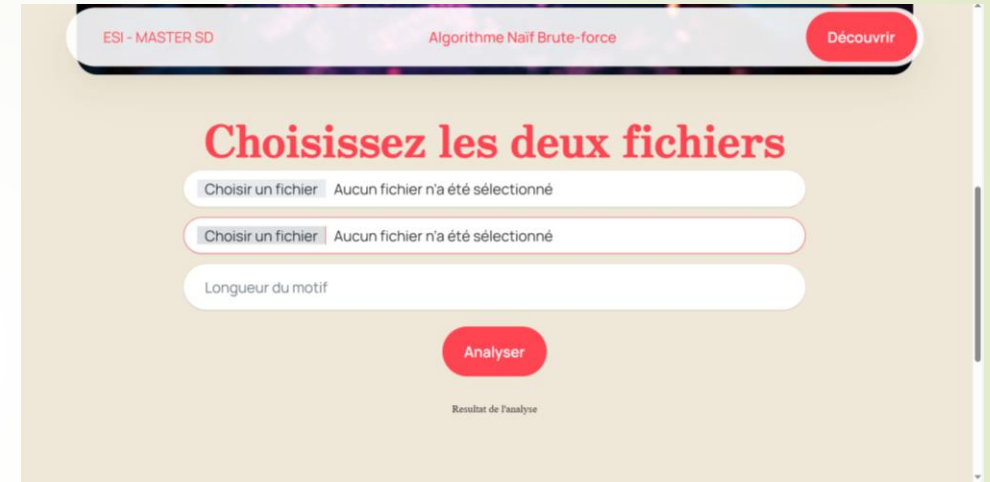 ESI - MASTER SD Algorithme Naïf Brute-force Découvrir
Choisissez les deux fichiers
Choisir un fichier Aucun fichier n'a été sélectionné
Choisir un fichier Aucun fichier n'a été sélectionné
Longueur du motif
Analyser
Resultat de l'analyse